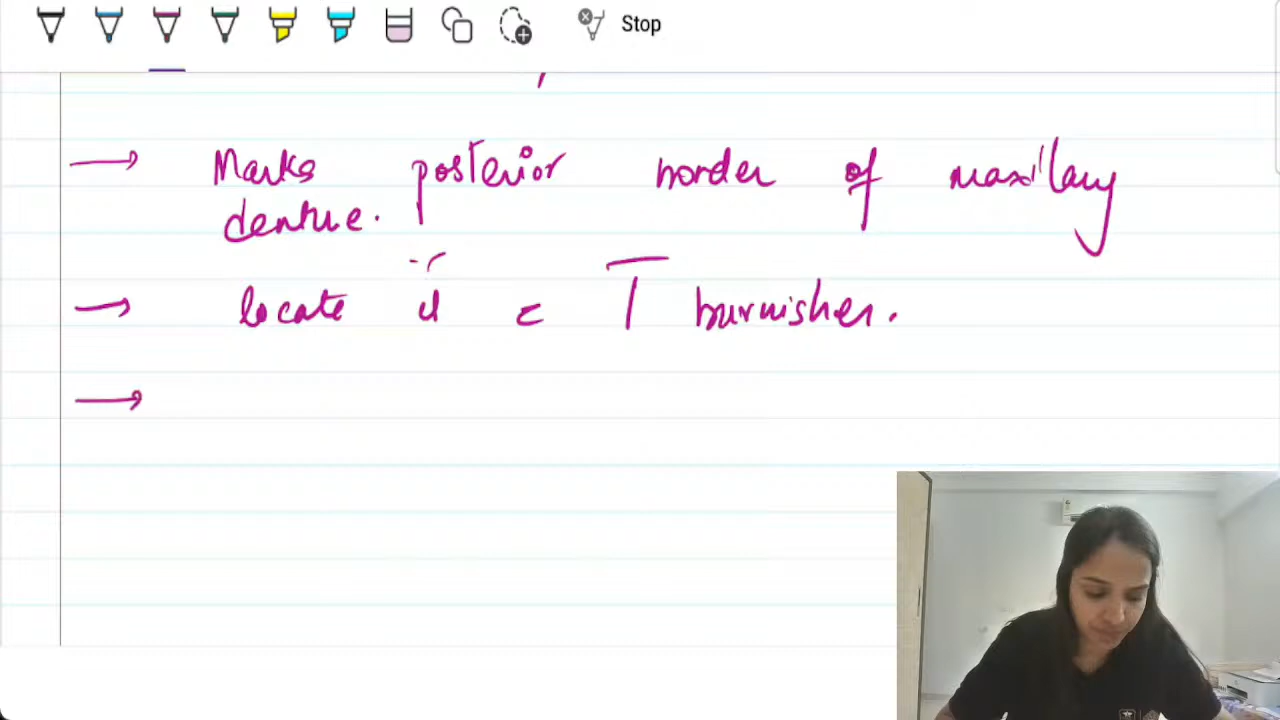 Stop
→ Marks posterior border of maxillary
denture.
→ locate it c T burnisher.
→